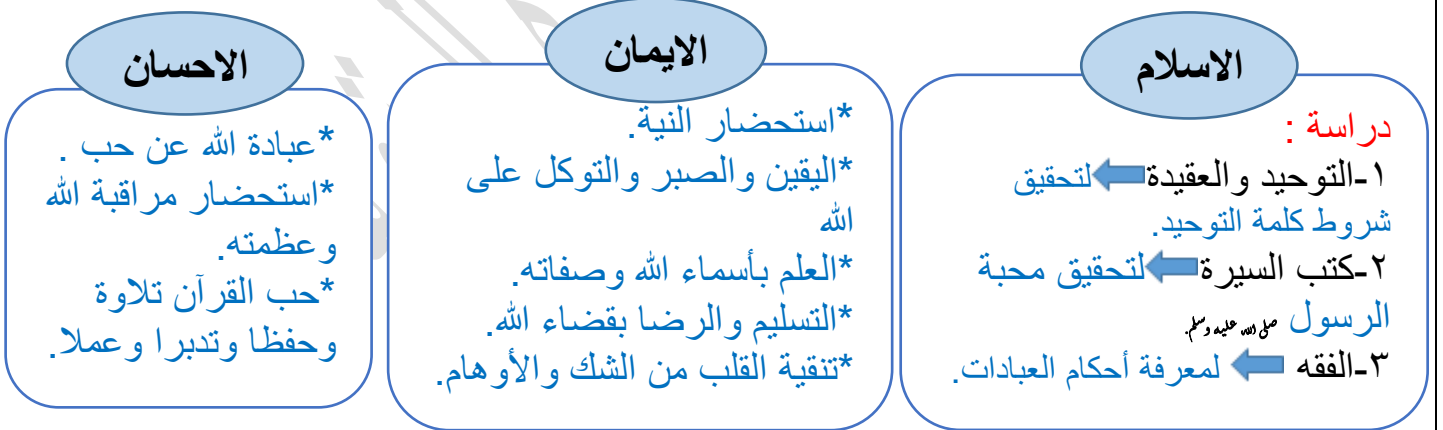 الاسلام
دراسة :
١-التوحيد والعقيدة لتحقيق
شروط كلمة التوحيد.
٢-كتب السيرة لتحقيق محبة
الرسول صلى الله عليه وسلم.
٣-الفقه لمعرفة أحكام العبادات.
الايمان
*استحضار النية.
*اليقين والصبر والتوكل على
الله
*العلم بأسماء الله وصفاته.
*التسليم والرضا بقضاء الله.
*تنقية القلب من الشك والأوهام.
الاحسان
*عبادة الله عن حب .
*استحضار مراقبة الله
وعظمته.
*حب القرآن تلاوة
وحفظا وتدبرا وعملا.